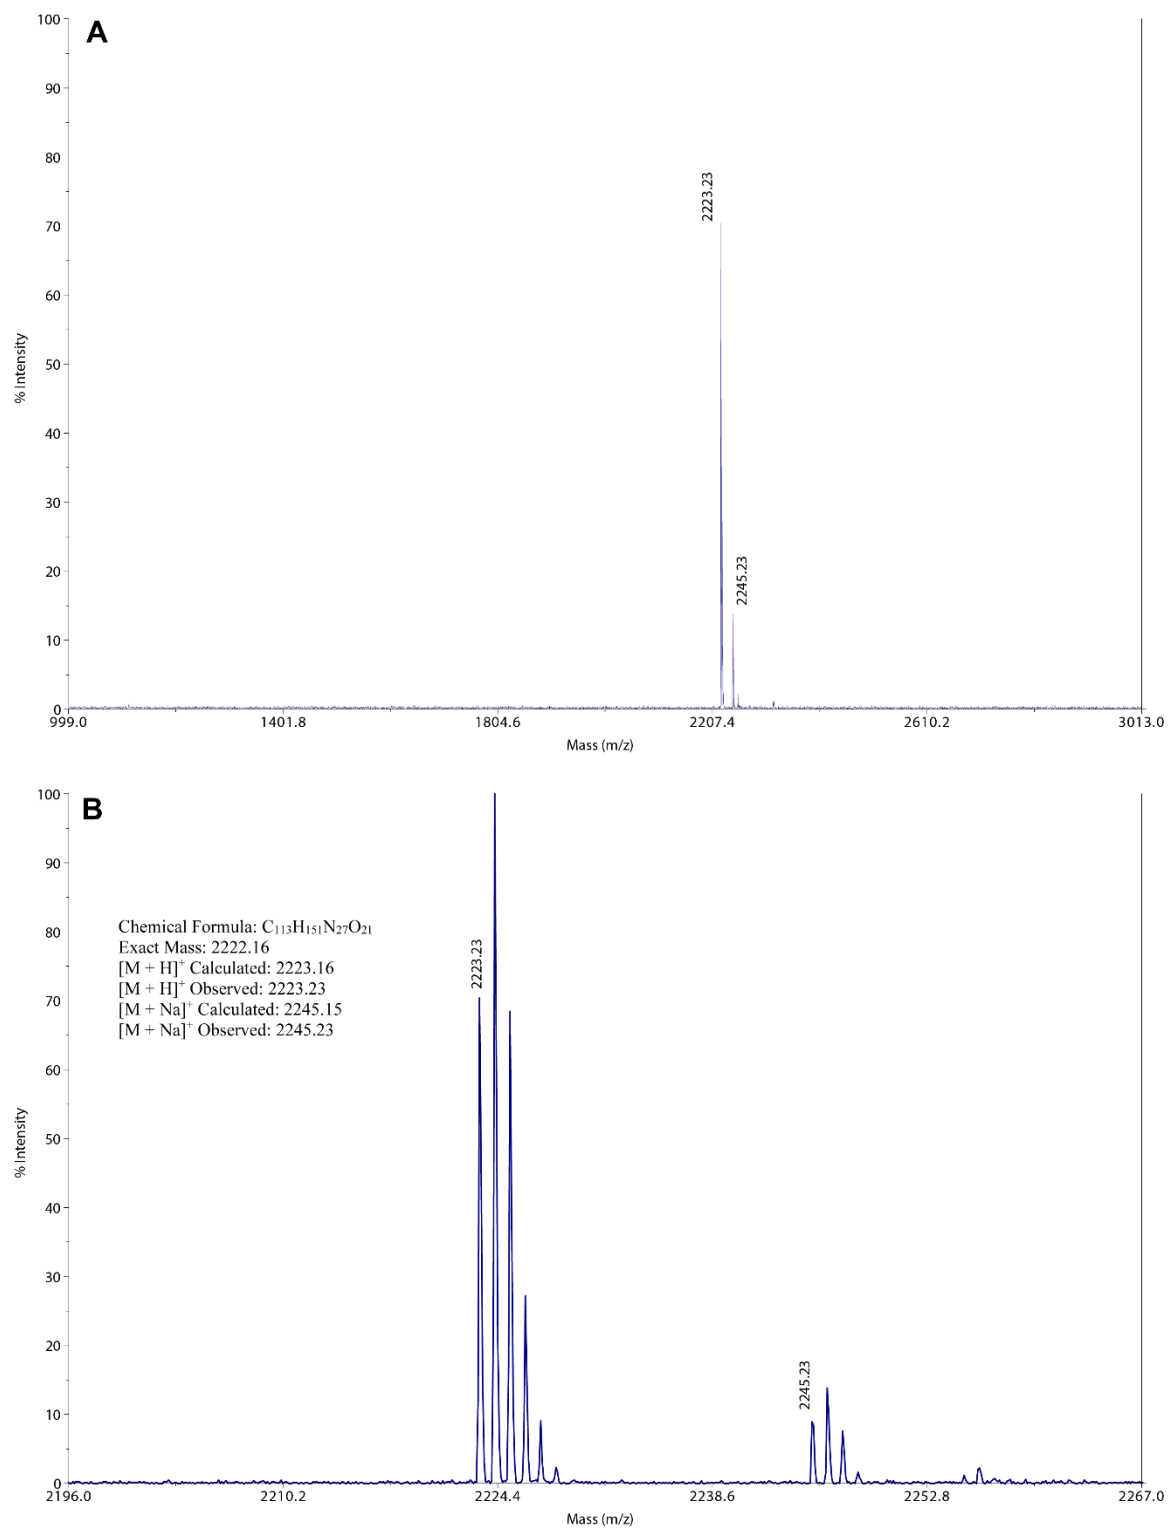 A
100
90
80
70
60
50
40
30
20
10
0
% Intensity
2223.23
2245.23
999.0 1401.8 1804.6 2207.4 2610.2 3013.0
Mass (m/z)
B
100
90
80
70
60
50
40
30
20
10
0
% Intensity
Chemical Formula: C₁₁₃H₁₅₁N₂₇O₂₁
Exact Mass: 2222.16
[M + H]⁺ Calculated: 2223.16
[M + H]⁺ Observed: 2223.23
[M + Na]⁺ Calculated: 2245.15
[M + Na]⁺ Observed: 2245.23
2223.23
2245.23
2196.0 2210.2 2224.4 2238.6 2252.8 2267.0
Mass (m/z)